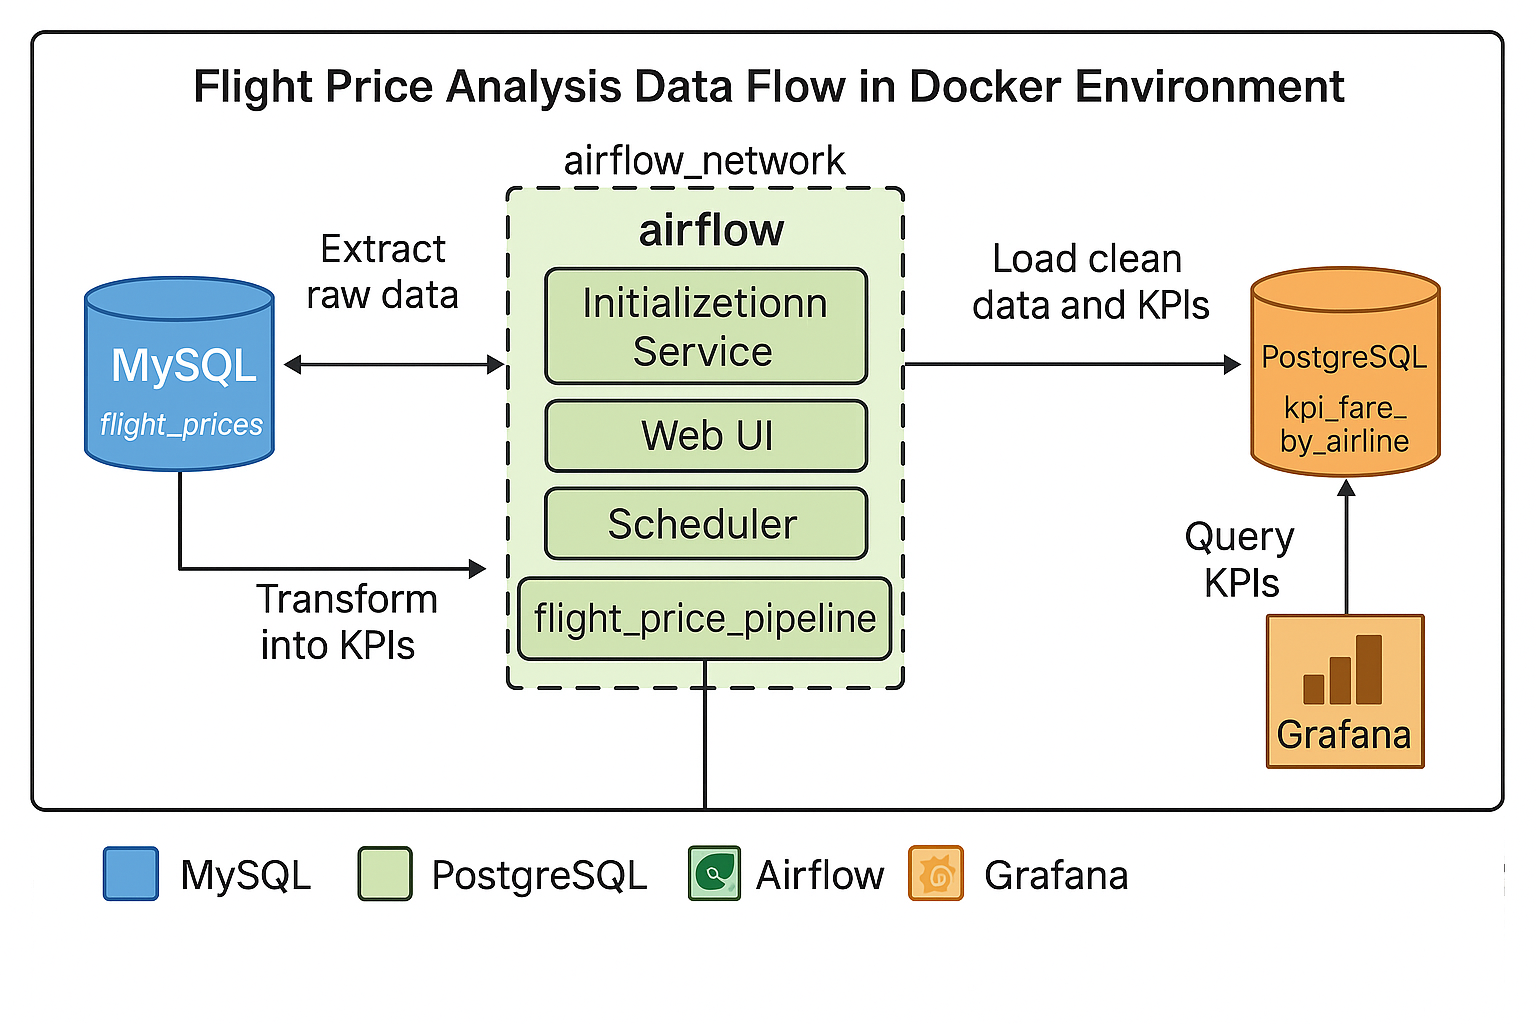 Flight Price Analysis Data Flow in Docker Environment
airflow_network
airflow
Extract
raw data
Initializetionn
Service
Web UI
Scheduler
flight_price_pipeline
MySQL
flight_prices
Transform
into KPIs
Load clean
data and KPIs
PostgreSQL
kpi_fare_
by_airline
Query
KPIs
Grafana
MySQL
PostgreSQL
Airflow
Grafana